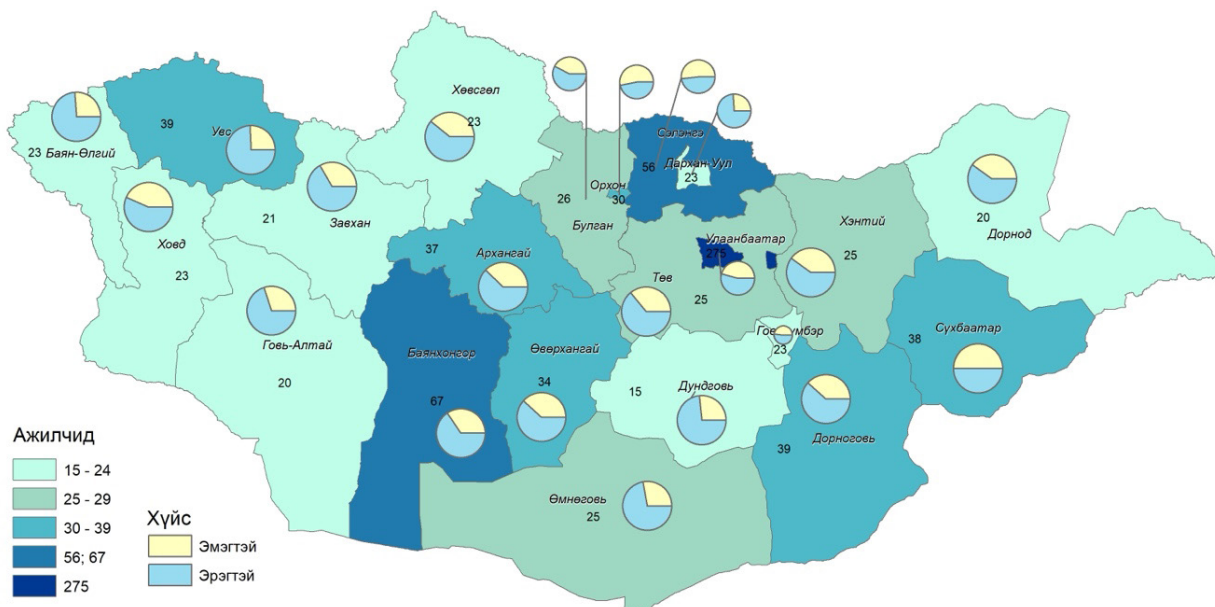 Хөвсгөл
23
39
Увс
23
Баян-Өлгий
Сэлэнгэ
56
Дархан-Уул
23
Орхон
26
30
Булган
Завхан
21
Ховд
23
Хэнтий
25
20
Дорнод
Улаанбаатар
275
Архангай
37
Төв
25
Говьсүмбэр
23
Сүхбаатар
38
Говь-Алтай
20
Баянхонгор
67
Өвөрхангай
34
Дундговь
15
Дорноговь
39
Өмнөговь
25
Ажилчид
15 - 24
25 - 29
30 - 39
56; 67
275
Хүйс
Эмэгтэй
Эрэгтэй